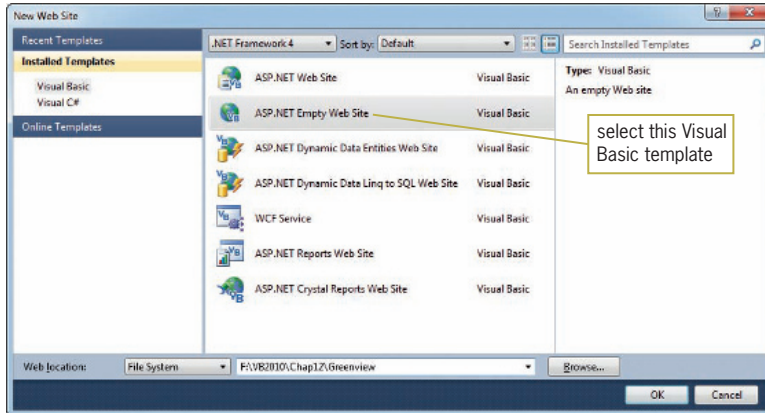 New Web Site
Recent Templates
Installed Templates
Visual Basic
Visual C#
Online Templates
.NET Framework 4
Sort by: Default
Search Installed Templates
ASP.NET Web Site Visual Basic
ASP.NET Empty Web Site Visual Basic
ASP.NET Dynamic Data Entities Web Site Visual Basic
ASP.NET Dynamic Data Linq to SQL Web Site Visual Basic
WCF Service Visual Basic
ASP.NET Reports Web Site Visual Basic
ASP.NET Crystal Reports Web Site Visual Basic
Type: Visual Basic
An empty Web site
select this Visual
Basic template
Web location: File System F:\VB2010\Chap12\Greenview Browse...
OK Cancel